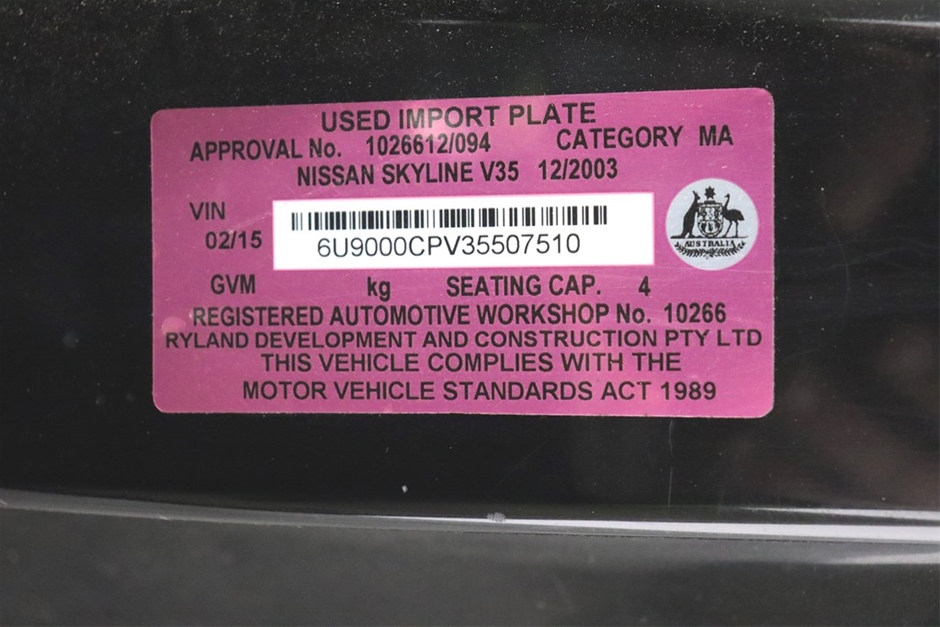 USED IMPORT PLATE
APPROVAL No. 1026612/094 CATEGORY MA
NISSAN SKYLINE V35 12/2003
VIN
02/15 6U9000CPV35507510
AUSTRALIA
GVM kg SEATING CAP. 4
REGISTERED AUTOMOTIVE WORKSHOP No. 10266
RYLAND DEVELOPMENT AND CONSTRUCTION PTY LTD
THIS VEHICLE COMPLIES WITH THE
MOTOR VEHICLE STANDARDS ACT 1989